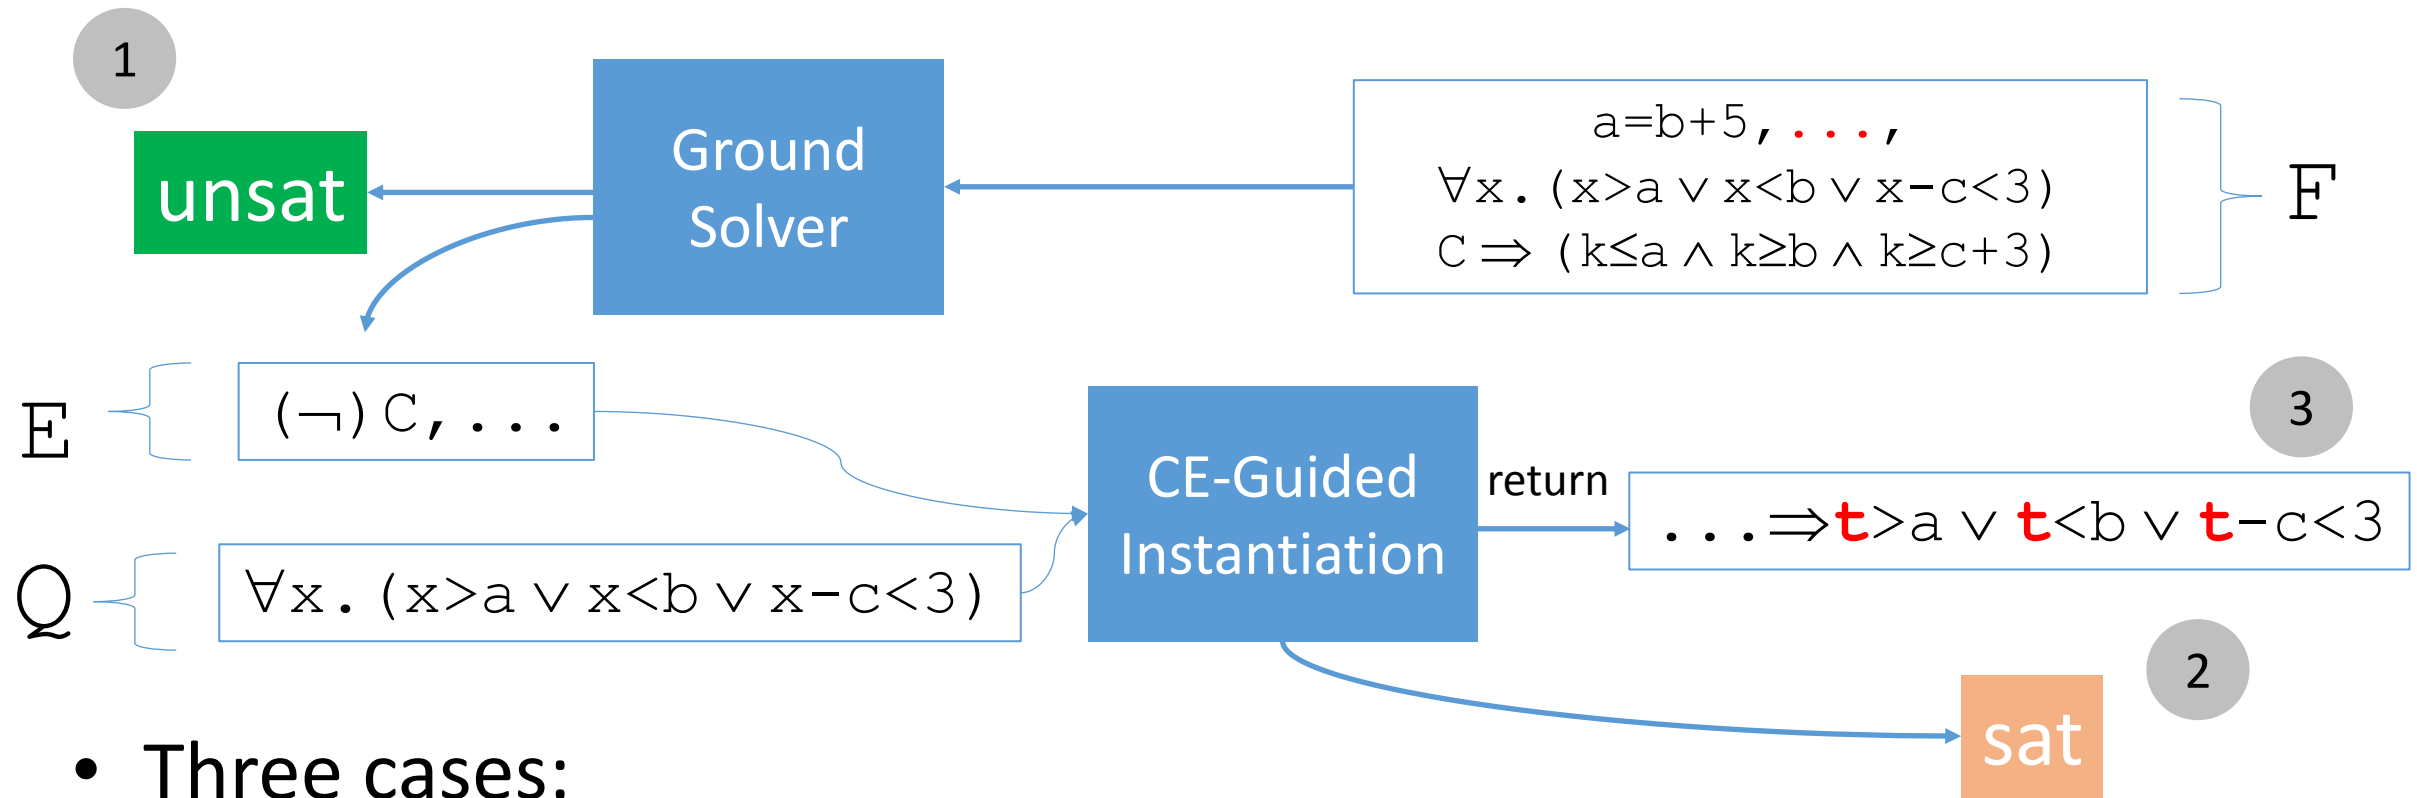 1
unsat
Ground
Solver
a=b+5,...,
∀x.(x>a ∨ x<b ∨ x-c<3)
C⇒(k≤a ∧ k≥b ∧ k≥c+3)
F
E
(¬)C,...
Q
∀x.(x>a ∨ x<b ∨ x-c<3)
CE-Guided
Instantiation
return
3
...⇒t>a ∨ t<b ∨ t-c<3
2
sat
• Three cases: